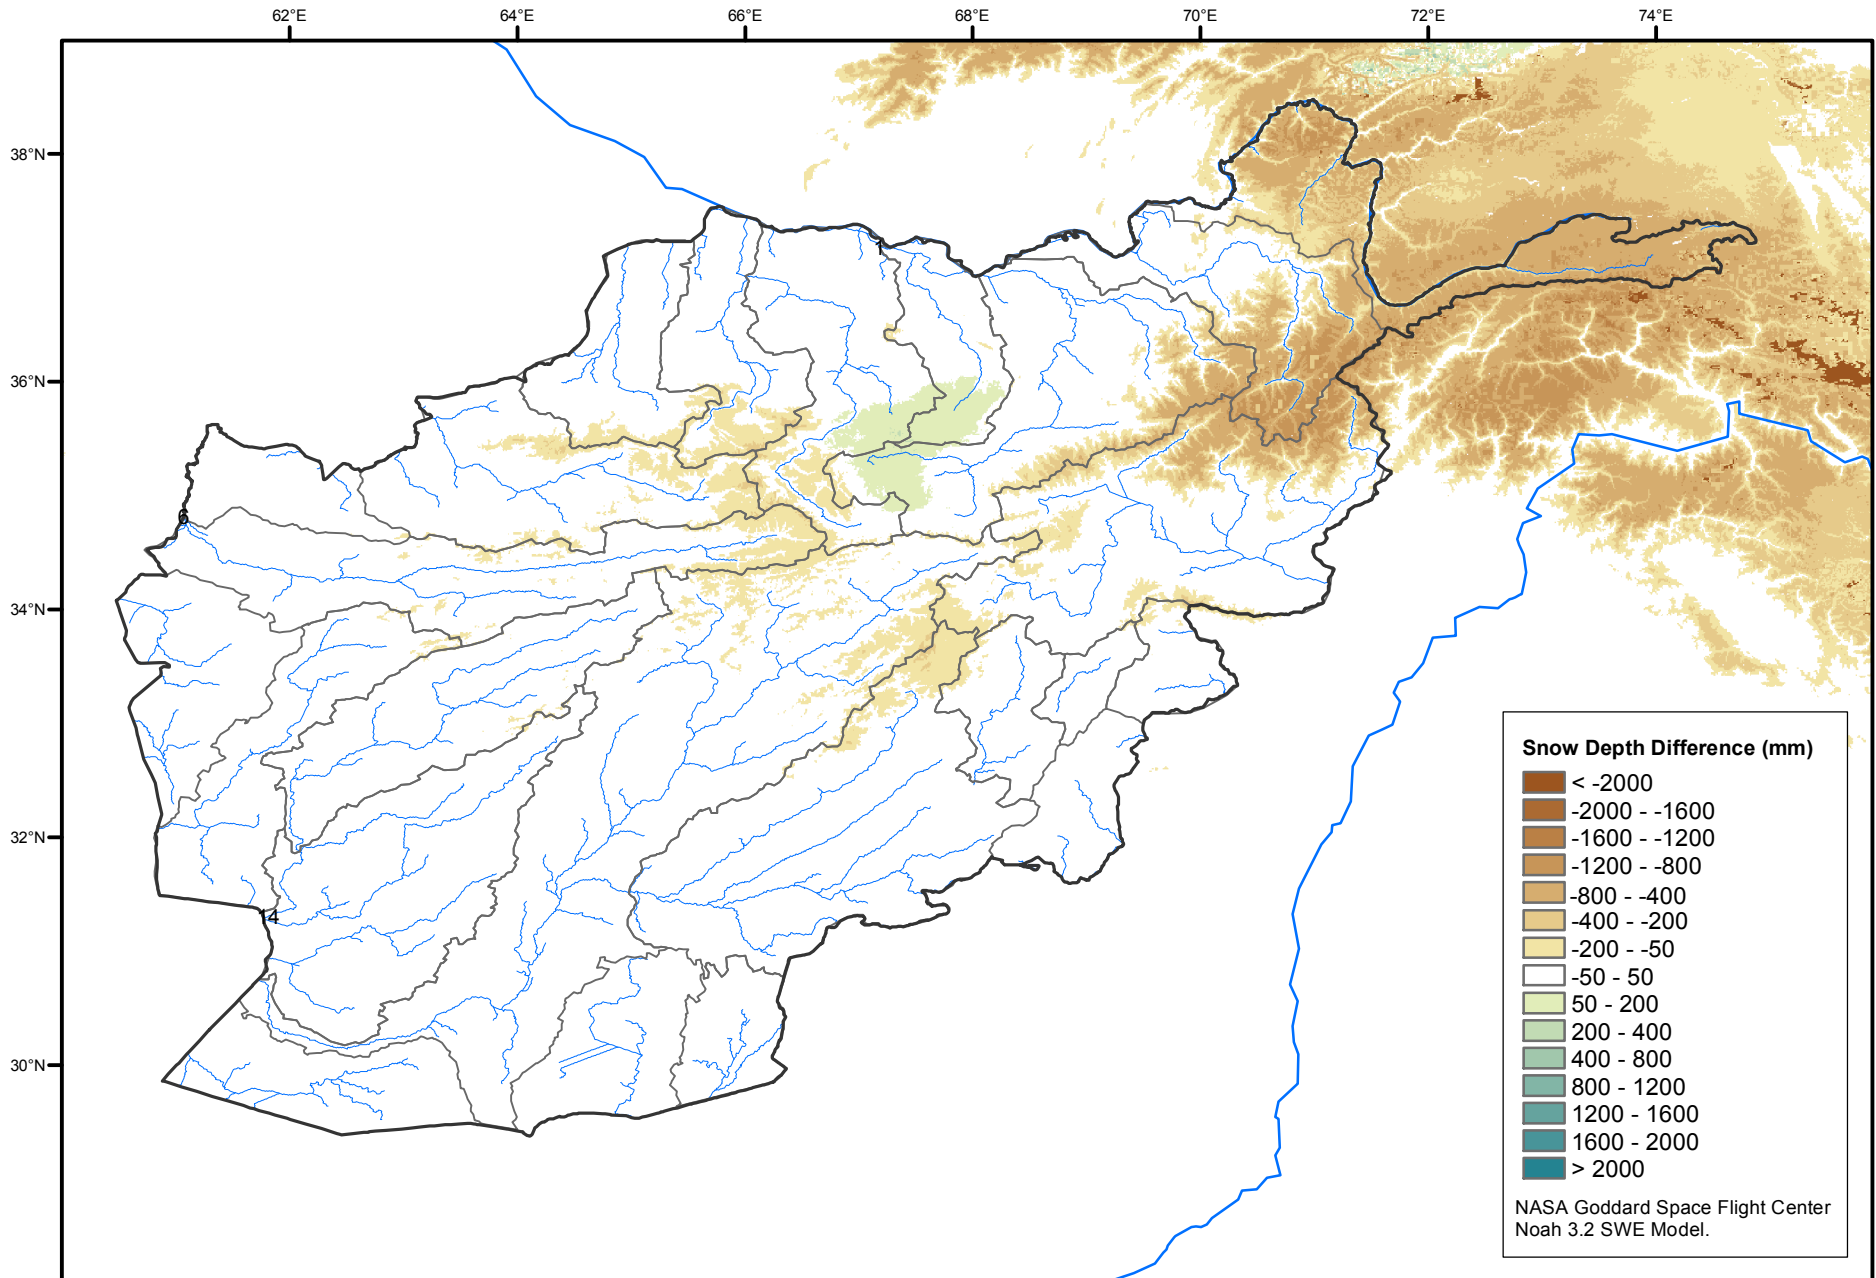 62°E 64°E 66°E 68°E 70°E 72°E 74°E
38°N
36°N
34°N
32°N
30°N
1
6
14
Snow Depth Difference (mm)
< -2000
-2000 - -1600
-1600 - -1200
-1200 - -800
-800 - -400
-400 - -200
-200 - -50
-50 - 50
50 - 200
200 - 400
400 - 800
800 - 1200
1200 - 1600
1600 - 2000
> 2000
NASA Goddard Space Flight Center
Noah 3.2 SWE Model.